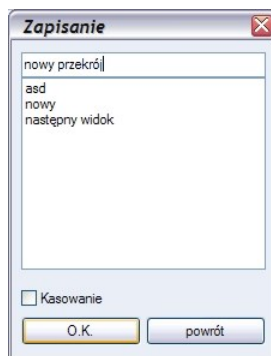 Zapisanie
nowy przekrój
asd
nowy
następny widok
Kasowanie
O.K.
powrót